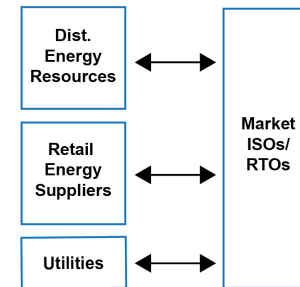 Dist.
Energy
Resources
Retail
Energy
Suppliers
Utilities
Market
ISOs/
RTOs